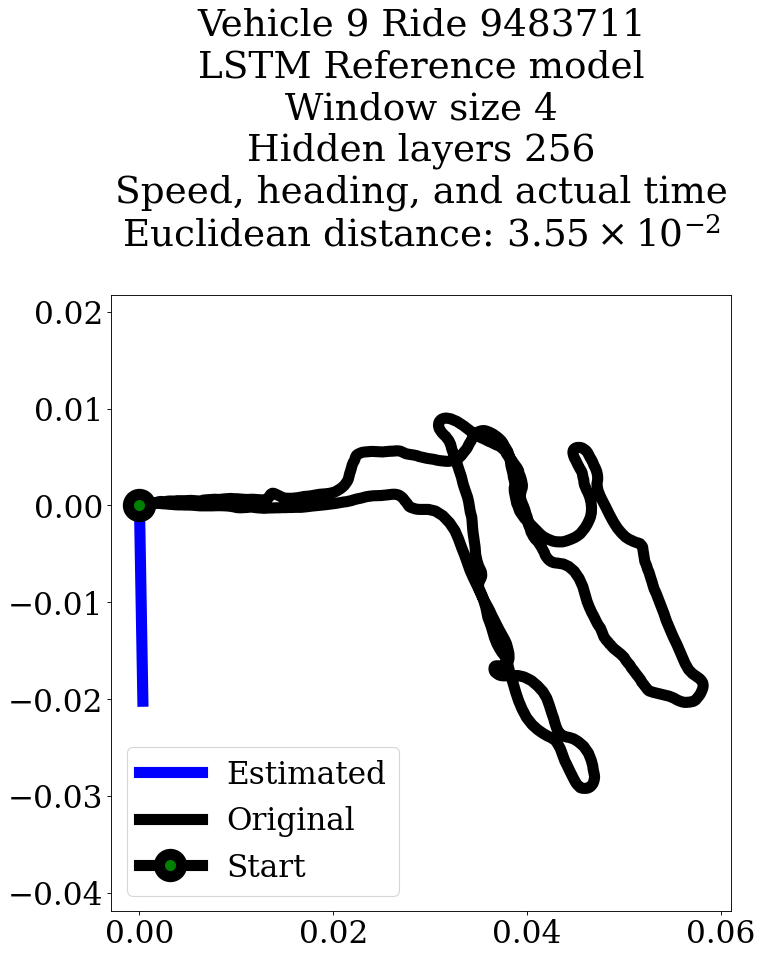 Vehicle 9 Ride 9483711
LSTM Reference model
Window size 4
Hidden layers 256
Speed, heading, and actual time
Euclidean distance: 3.55 × 10⁻²
0.02
0.01
0.00
−0.01
−0.02
−0.03
−0.04
Estimated
Original
Start
0.00 0.02 0.04 0.06